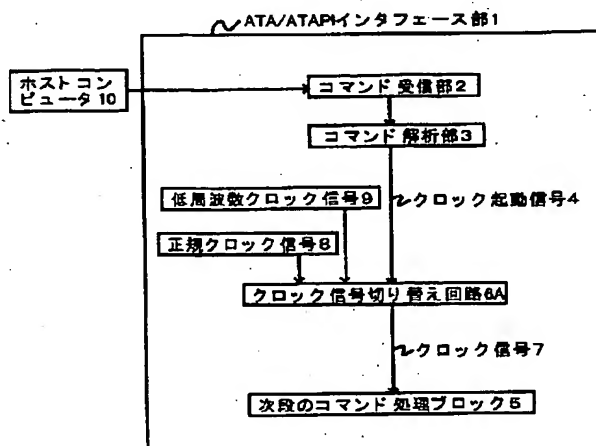 ATA/ATAPIインタフェース部1
ホストコン
ピュータ10
コマンド受信部2
コマンド解析部3
低周波数クロック信号9
クロック起動信号4
正規クロック信号8
クロック信号切り替え回路6A
クロック信号7
次段のコマンド処理ブロック5